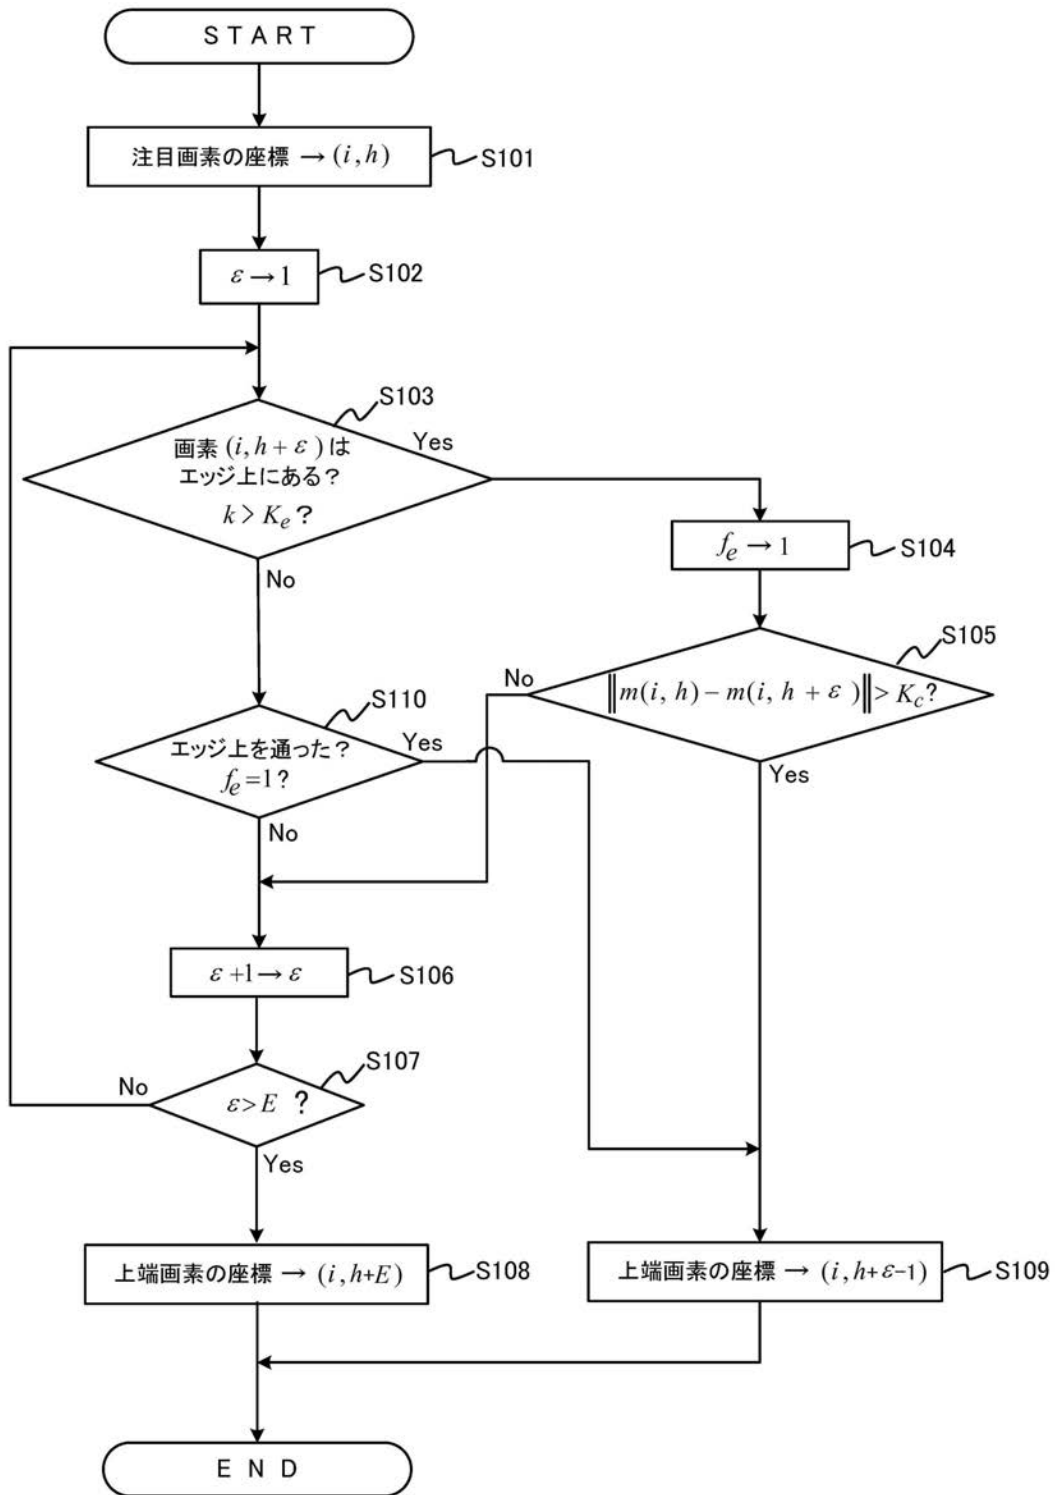 START
注目画素の座標 → (i, h)
S101
ε → 1
S102
S103
画素 (i, h + ε) は
エッジ上にある?
k > Ke ?
Yes
No
fe → 1
S104
S105
‖m(i, h) − m(i, h + ε)‖ > Kc?
No
Yes
S110
エッジ上を通った?
fe = 1?
Yes
No
ε +1 → ε
S106
S107
ε > E ?
No
Yes
上端画素の座標 → (i, h+E)
S108
上端画素の座標 → (i, h+ε−1)
S109
END